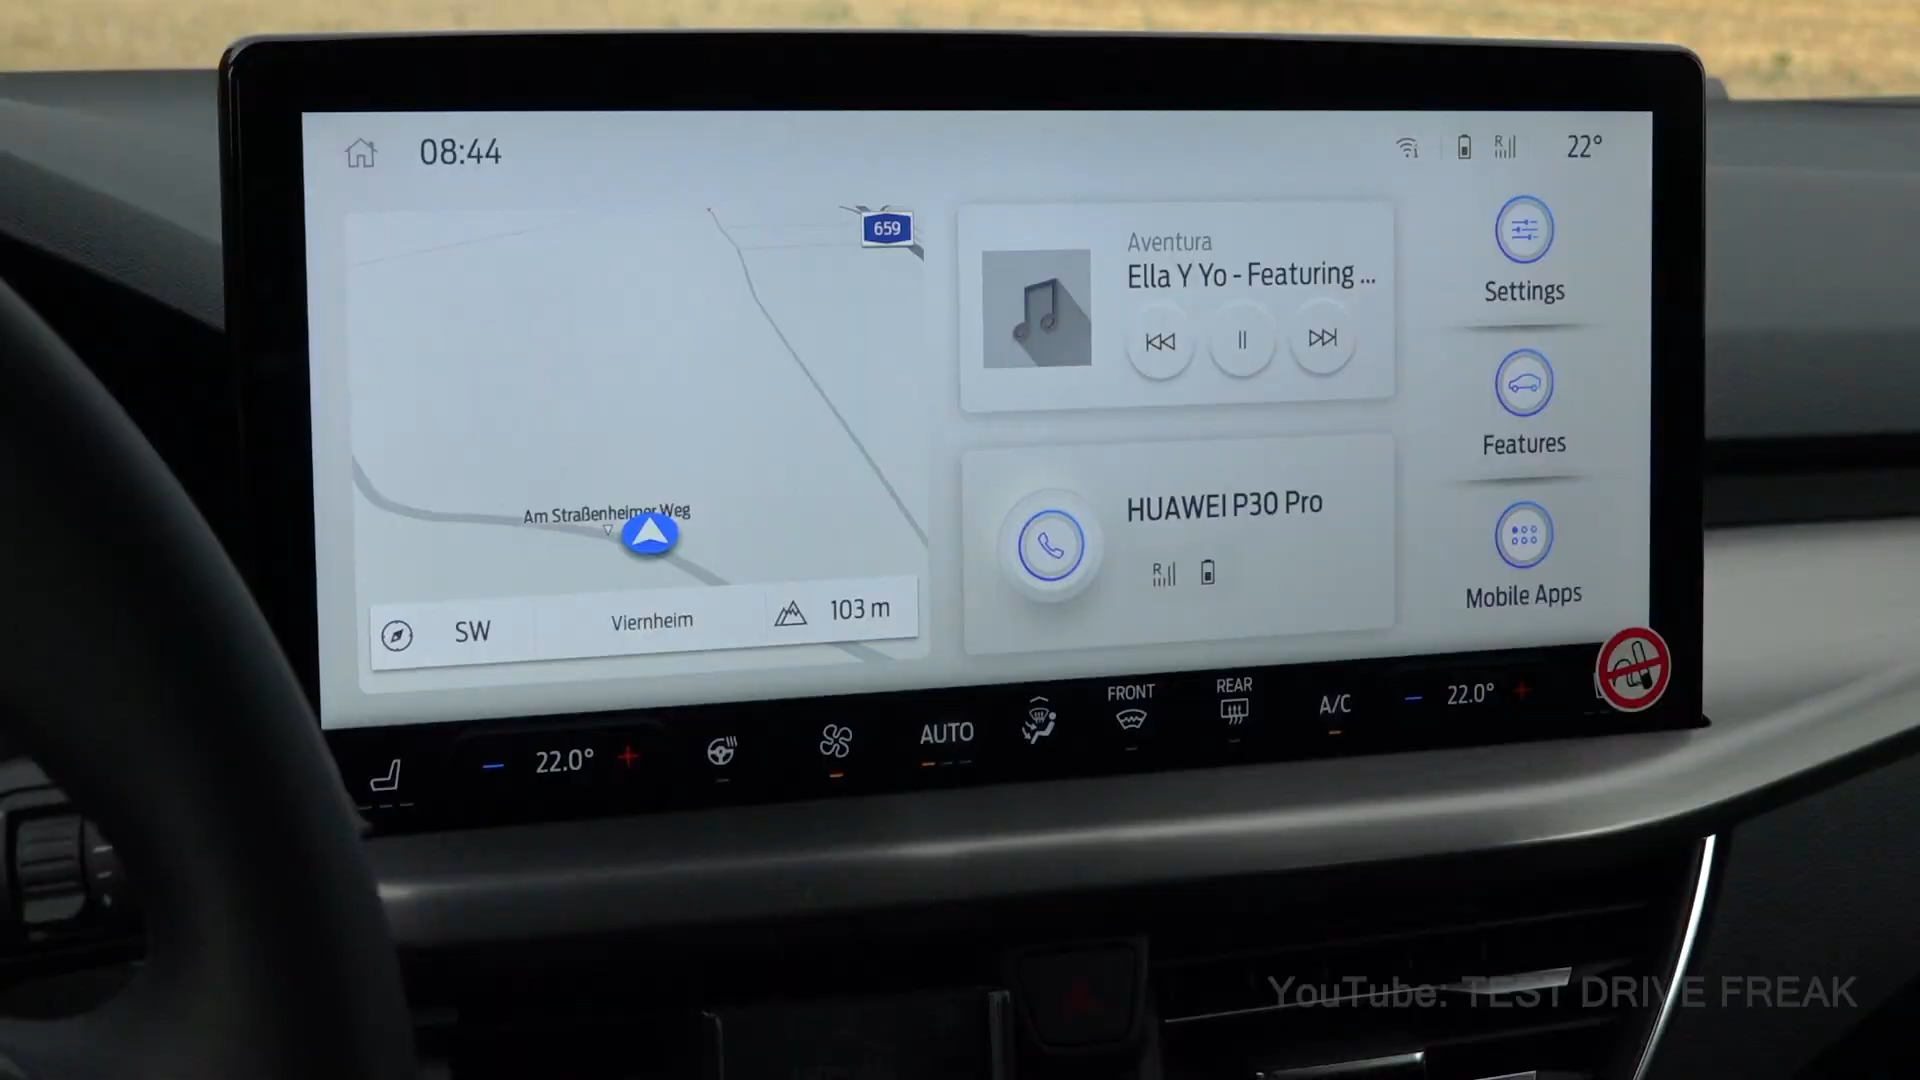 08:44
R
22°
659
Am Straßenheimer Weg
SW
Viernheim
103 m
Aventura
Ella Y Yo - Featuring ...
HUAWEI P30 Pro
R
Settings
Features
Mobile Apps
22.0°
AUTO
FRONT
REAR
A/C
22.0°
YouTube: TEST DRIVE FREAK